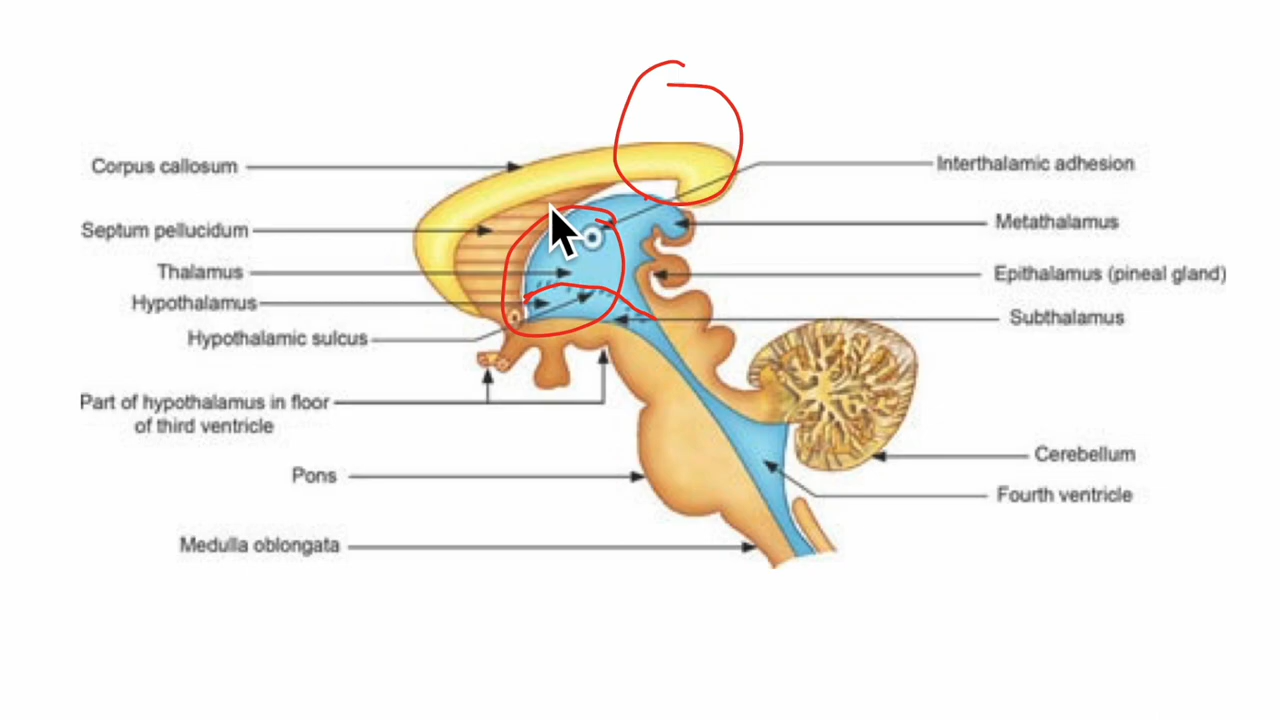 Corpus callosum
Septum pellucidum
Thalamus
Hypothalamus
Hypothalamic sulcus
Part of hypothalamus in floor
of third ventricle
Pons
Medulla oblongata
Interthalamic adhesion
Metathalamus
Epithalamus (pineal gland)
Subthalamus
Cerebellum
Fourth ventricle